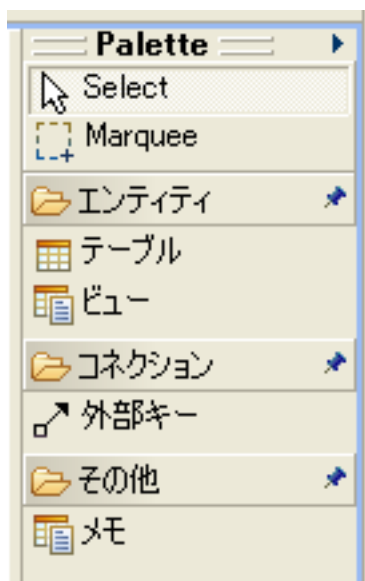 Palette
Select
Marquee
エンティティ
テーブル
ビュー
コネクション
外部キー
その他
メモ